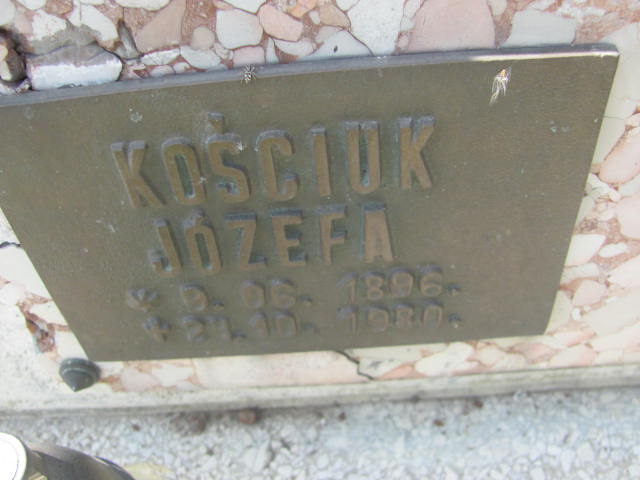 KOŚCIUK
JÓZEFA
* 9. 06. 1896.
✝ 21. 10. 1980.